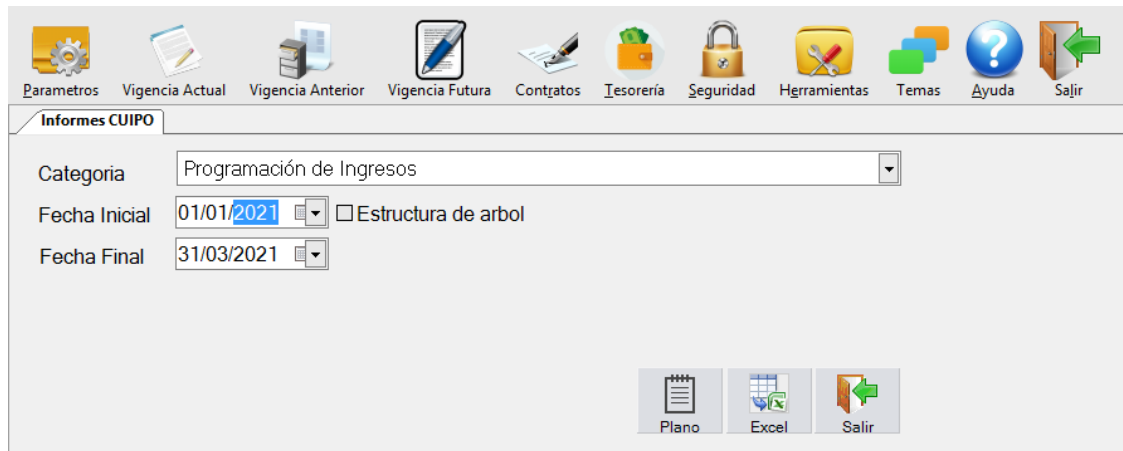 Parametros Vigencia Actual Vigencia Anterior Vigencia Futura Contratos Tesorería Seguridad Herramientas Temas Ayuda Salir
Informes CUIPO
Categoria Programación de Ingresos
Fecha Inicial 01/01/2021 Estructura de arbol
Fecha Final 31/03/2021
Plano Excel Salir